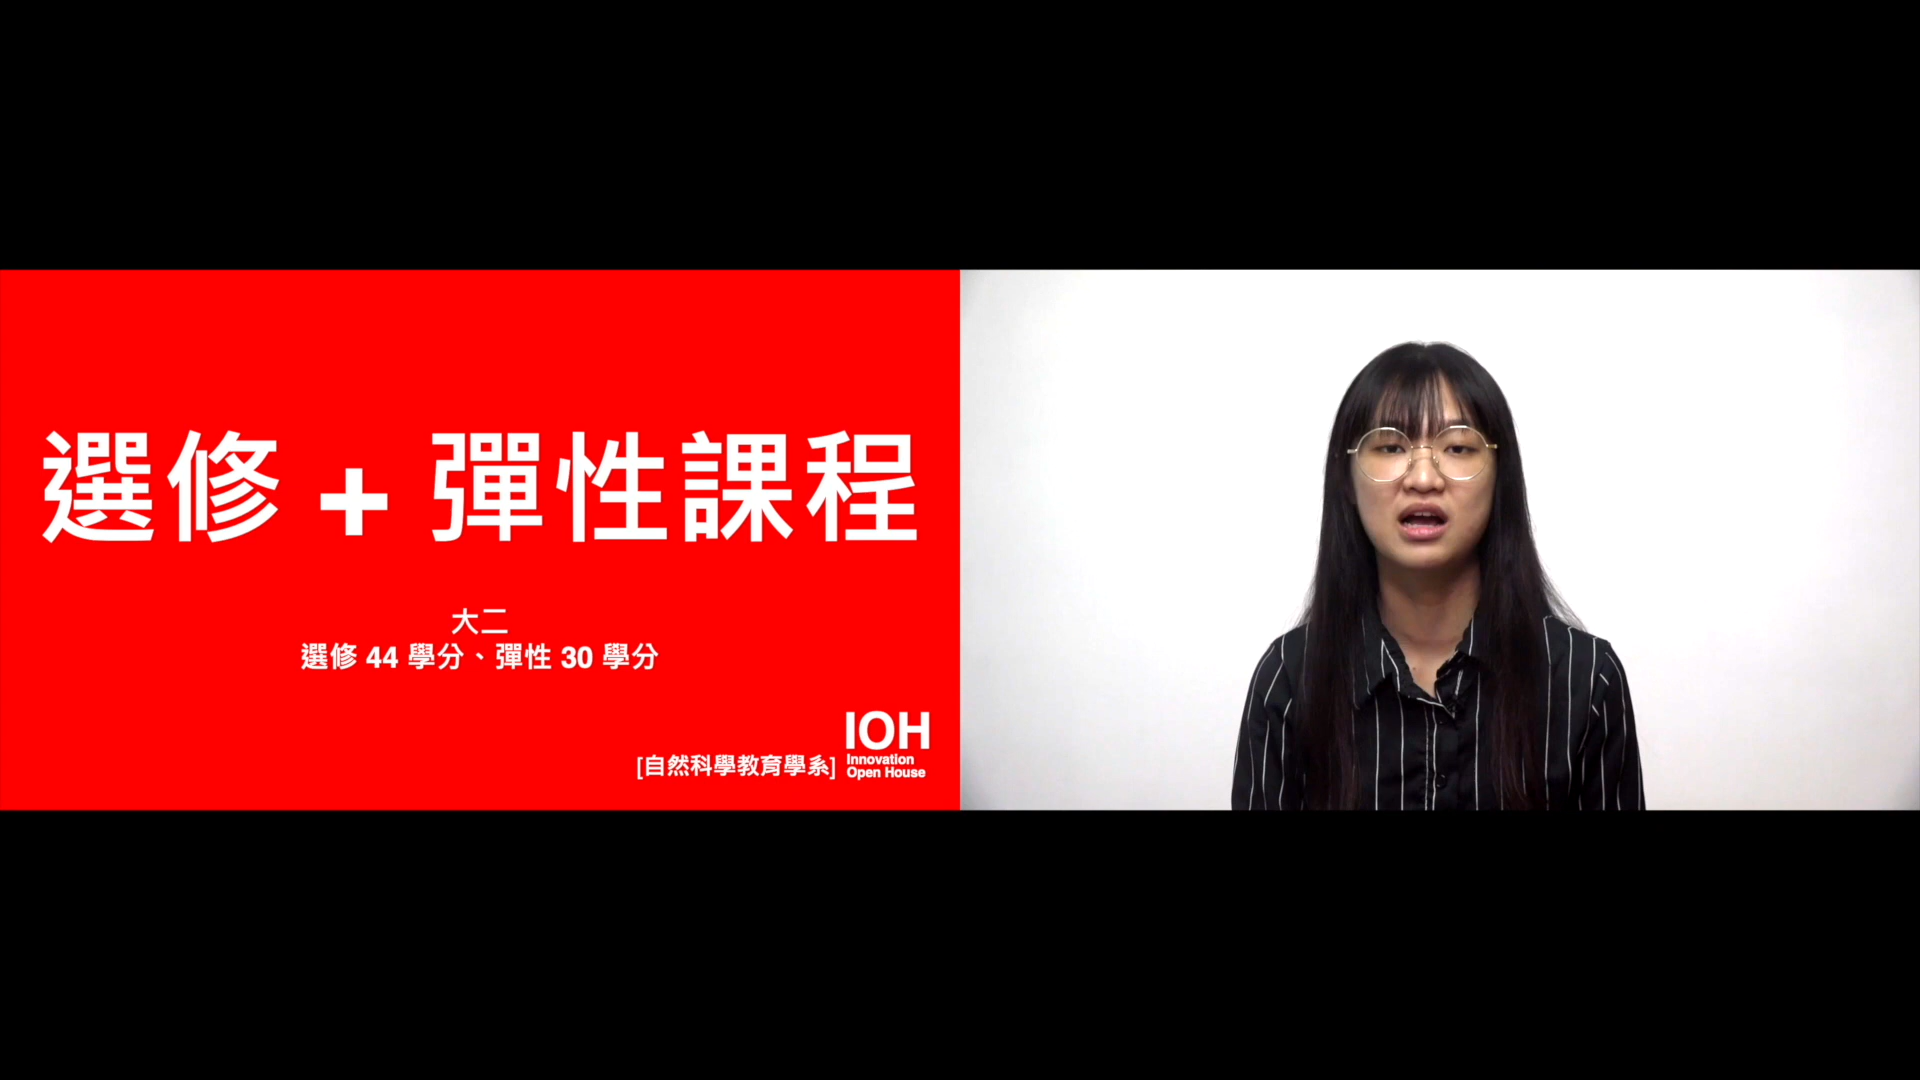 選修 + 彈性課程
大二
選修 44 學分、彈性 30 學分
[自然科學教育學系]
IOH
Innovation
Open House